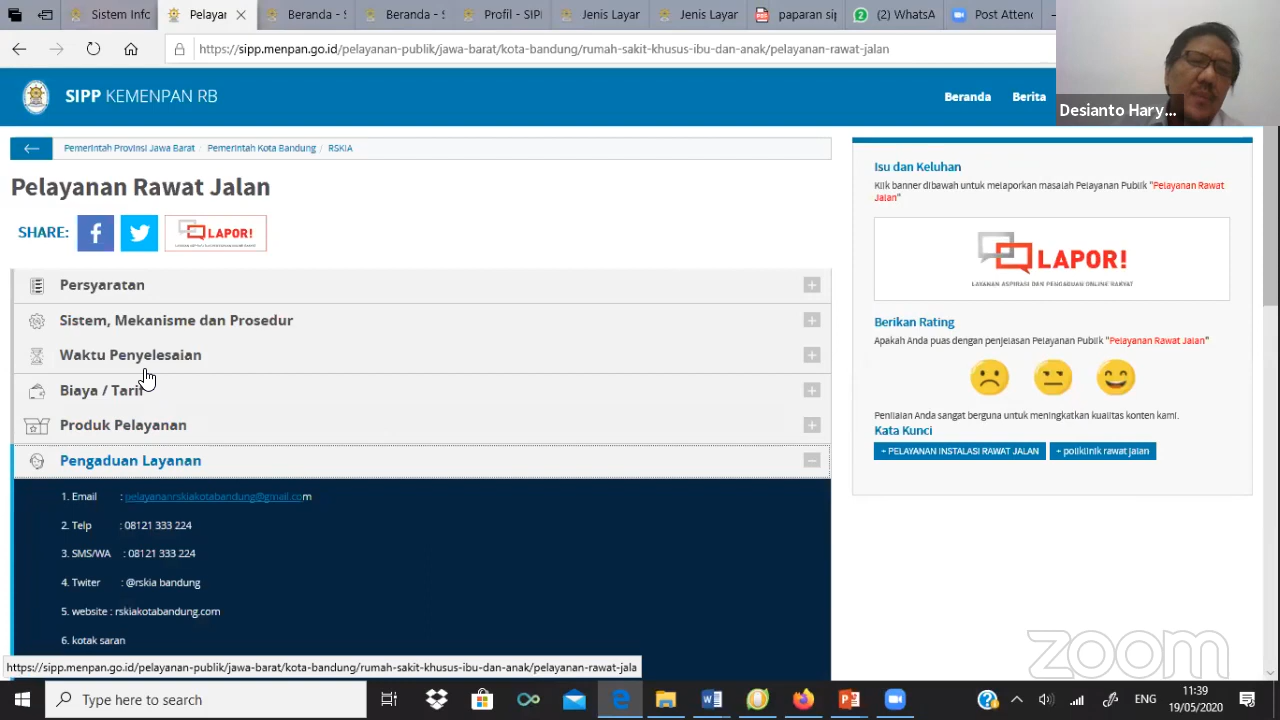 Sistem I
Beranda
Profil - SI
Jenis Layar
Jenis Layar
paparan sip
WhatsAp
Daftar Akun
https://sipp.menpan.go.id/pelayanan-publik/jawa-barat/kota-bandung/rumah-sakit-khusus-ibu-dan-anak/pelayanan-rawat-jalan
SIPP KEMENPAN RB
Beranda
Berita
Desianto Hary...
Pemerintah Provinsi Jawa Barat / Pemerintah Kota Bandung / RSKIA
Pelayanan Rawat Jalan
SHARE:
LAPOR!
Persyaratan
Sistem, Mekanisme dan Prosedur
Waktu Penyelesaian
Biaya / Tarif
Produk Pelayanan
Pengaduan Layanan
1. Email : pelayananrskiakotabandung@gmail.com
2. Telp : 08121 333 224
3. SMS/WA : 08121 333 224
4. Twiter : @rskia bandung
5. website : rskiakotabandung.com
6. kotak saran
Isu dan Keluhan
Klik banner dibawah untuk melaporkan masalah Pelayanan Publik "Pelayanan Rawat
Jalan"
LAPOR!
LAYANAN ASPIRASI DAN PENGADUAN ONLINE RAKYAT
Berikan Rating
Apakah Anda puas dengan penjelasan Pelayanan Publik "Pelayanan Rawat Jalan"
Penilaian Anda sangat berguna untuk meningkatkan kualitas konten kami.
Kata Kunci
+ PELAYANAN INSTALASI RAWAT JALAN
+ poliklinik rawat jalan
zoom
https://sipp.menpan.go.id/pelayanan-publik/jawa-barat/kota-bandung/rumah-sakit-khusus-ibu-dan-anak/pelayanan-rawat-jala
Type here to search
ENG
11:39
19/05/2020